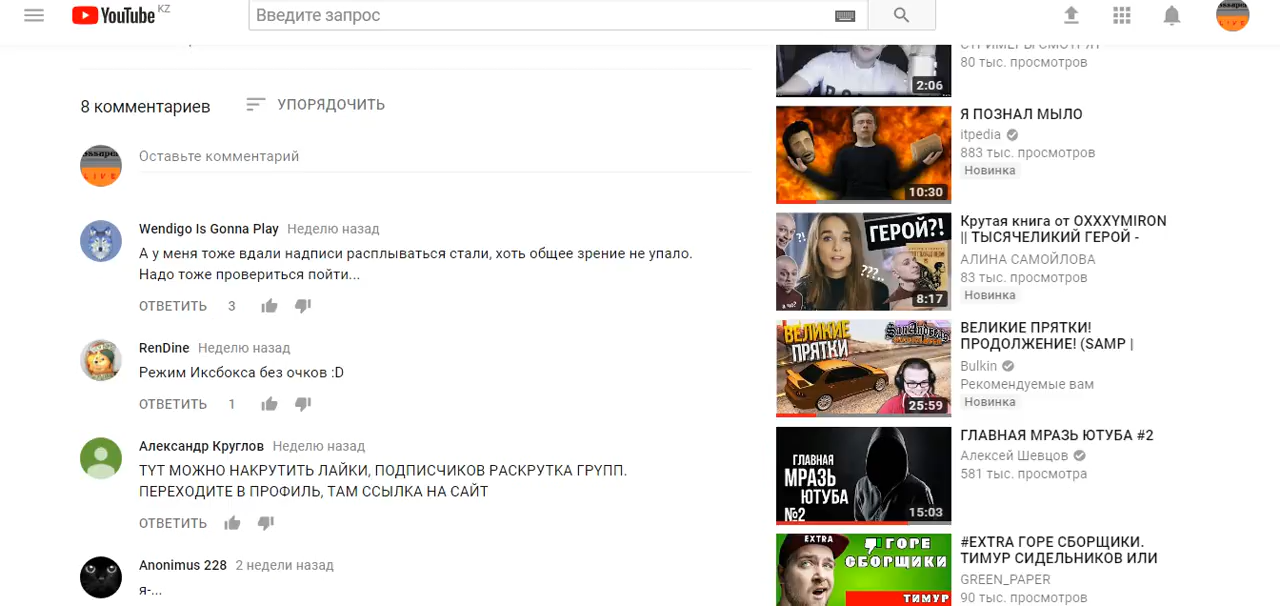 YouTube KZ
Введите запрос
8 комментариев
УПОРЯДОЧИТЬ
Оставьте комментарий
Wendigo Is Gonna Play Неделю назад
А у меня тоже вдали надписи расплываться стали, хоть общее зрение не упало.
Надо тоже провериться пойти...
ОТВЕТИТЬ 3
RenDine Неделю назад
Режим Иксбокса без очков :D
ОТВЕТИТЬ 1
Александр Круглов Неделю назад
ТУТ МОЖНО НАКРУТИТЬ ЛАЙКИ, ПОДПИСЧИКОВ РАСКРУТКА ГРУПП.
ПЕРЕХОДИТЕ В ПРОФИЛЬ, ТАМ ССЫЛКА НА САЙТ
ОТВЕТИТЬ
Anonimus 228 2 недели назад
я-...
2:06
80 тыс. просмотров
10:30
Я ПОЗНАЛ МЫЛО
itpedia
883 тыс. просмотров
Новинка
?!
ГЕРОЙ?!
???..
?!
8:17
Крутая книга от OXXXYMIRON
|| ТЫСЯЧЕЛИКИЙ ГЕРОЙ -
АЛИНА САМОЙЛОВА
83 тыс. просмотров
Новинка
ВЕЛИКИЕ
ПРЯТКИ
SanAndreas
25:59
ВЕЛИКИЕ ПРЯТКИ!
ПРОДОЛЖЕНИЕ! (SAMP |
Bulkin
Рекомендуемые вам
Новинка
ГЛАВНАЯ
МРАЗЬ
ЮТУБА
№2
15:03
ГЛАВНАЯ МРАЗЬ ЮТУБА #2
Алексей Шевцов
581 тыс. просмотра
EXTRA
ГОРЕ
СБОРЩИКИ
ТИМУР
#EXTRA ГОРЕ СБОРЩИКИ.
ТИМУР СИДЕЛЬНИКОВ ИЛИ
GREEN_PAPER
90 тыс. просмотров